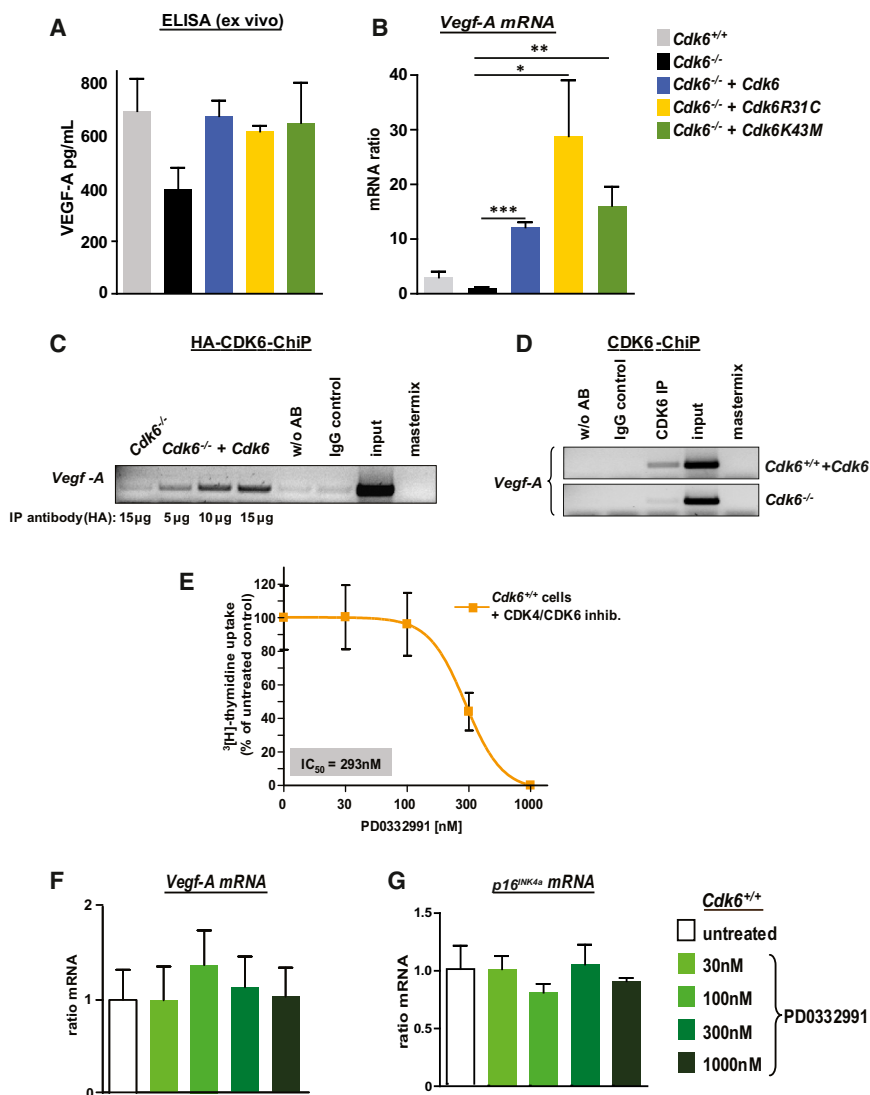 A
ELISA (ex vivo)
VEGF-A pg/mL
800
600
400
200
0
B
Vegf-A mRNA
mRNA ratio
40
30
20
10
0
***
*
**
Cdk6+/+
Cdk6-/-
Cdk6-/- + Cdk6
Cdk6-/- + Cdk6R31C
Cdk6-/- + Cdk6K43M
C
HA-CDK6-ChiP
Cdk6-/-
Cdk6-/- + Cdk6
w/o AB
IgG control
input
mastermix
Vegf -A
IP antibody(HA): 15µg 5µg 10µg 15µg
D
CDK6 -ChiP
w/o AB
IgG control
CDK6 IP
input
mastermix
Vegf-A
Cdk6+/+ +Cdk6
Cdk6-/-
E
3[H]-thymidine uptake
(% of untreated control)
120
100
80
60
40
20
0
Cdk6+/+ cells
+ CDK4/CDK6 inhib.
IC50 = 293nM
0 30 100 300 1000
PD0332991 [nM]
F
Vegf-A mRNA
ratio mRNA
2
1
0
G
p16INK4a mRNA
ratio mRNA
1.5
1.0
0.5
0
Cdk6+/+
untreated
30nM
100nM
300nM
1000nM
PD0332991